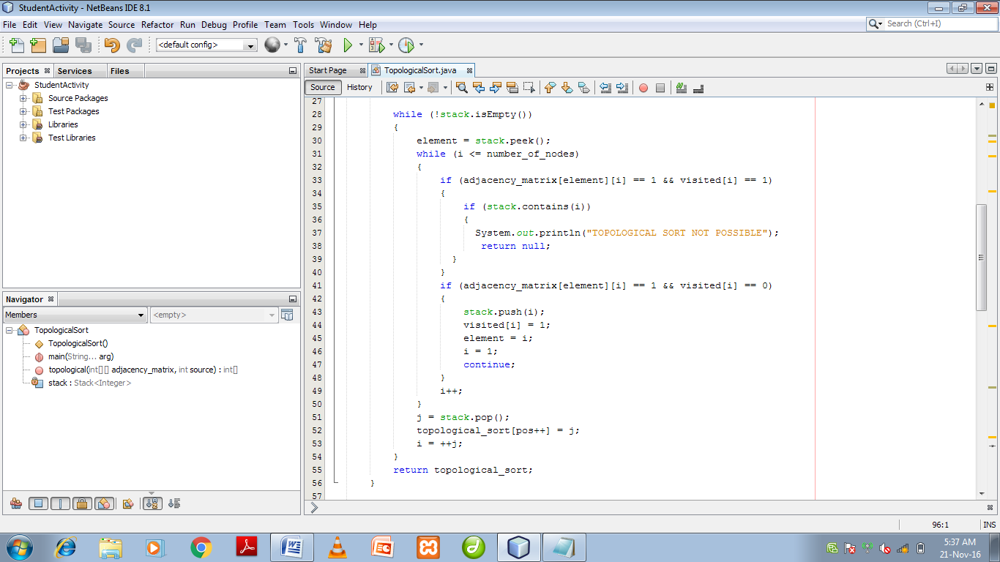 StudentActivity - NetBeans IDE 8.1
File Edit View Navigate Source Refactor Run Debug Profile Team Tools Window Help
Search (Ctrl+I)
<default config>
Projects Services Files
StudentActivity
Source Packages
Test Packages
Libraries
Test Libraries
Navigator
Members
<empty>
TopologicalSort
TopologicalSort()
main(String... arg)
topological(int[][] adjacency_matrix, int source) : int[]
stack : Stack<Integer>
Start Page TopologicalSort.java
Source History
27
28 while (!stack.isEmpty())
29 {
30 element = stack.peek();
31 while (i <= number_of_nodes)
32 {
33 if (adjacency_matrix[element][i] == 1 && visited[i] == 1)
34 {
35 if (stack.contains(i))
36 {
37 System.out.println("TOPOLOGICAL SORT NOT POSSIBLE");
38 return null;
39 }
40 }
41 if (adjacency_matrix[element][i] == 1 && visited[i] == 0)
42 {
43 stack.push(i);
44 visited[i] = 1;
45 element = i;
46 i = 1;
47 continue;
48 }
49 i++;
50 }
51 j = stack.pop();
52 topological_sort[pos++] = j;
53 i = ++j;
54 }
55 return topological_sort;
56 }
57
96:1 INS
5:37 AM
21-Nov-16